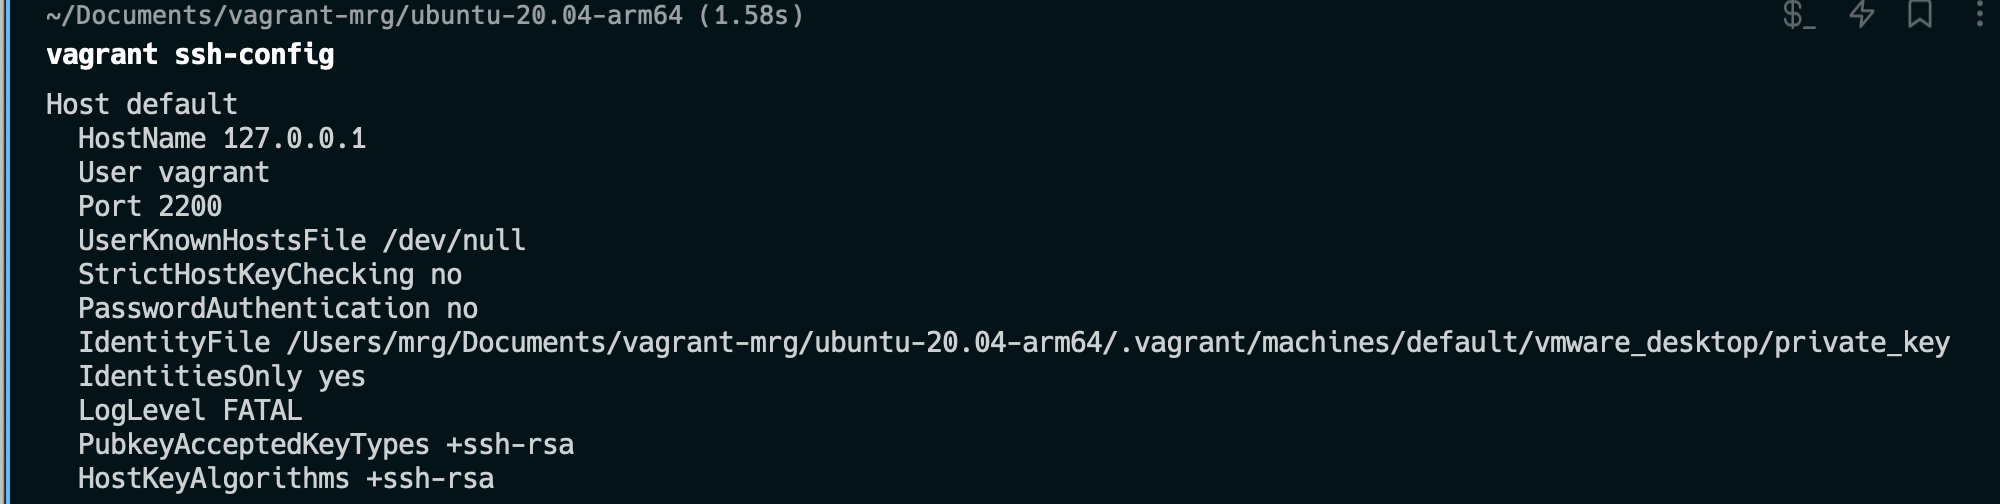 ~/Documents/vagrant-mrg/ubuntu-20.04-arm64 (1.58s)
$_
vagrant ssh-config
Host default
  HostName 127.0.0.1
  User vagrant
  Port 2200
  UserKnownHostsFile /dev/null
  StrictHostKeyChecking no
  PasswordAuthentication no
  IdentityFile /Users/mrg/Documents/vagrant-mrg/ubuntu-20.04-arm64/.vagrant/machines/default/vmware_desktop/private_key
  IdentitiesOnly yes
  LogLevel FATAL
  PubkeyAcceptedKeyTypes +ssh-rsa
  HostKeyAlgorithms +ssh-rsa